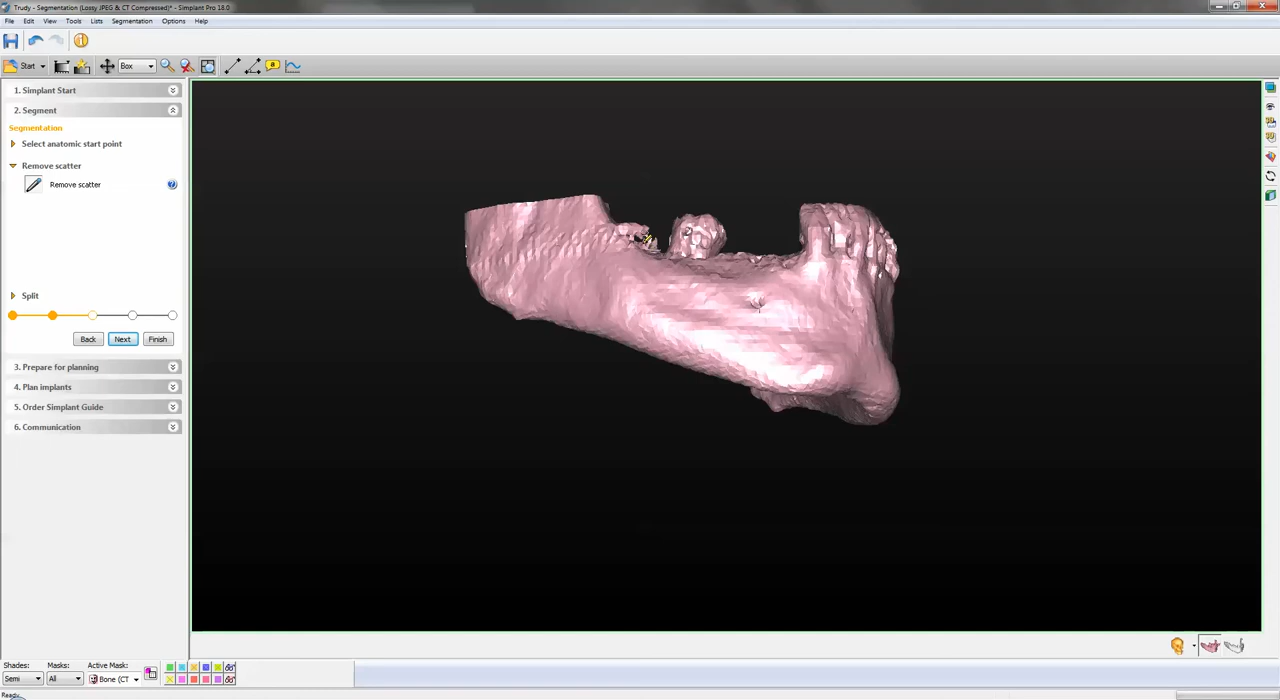 Trudy - Segmentation (Lossy JPEG & CT Compressed)* - Simplant Pro 18.0
File Edit View Tools Lists Segmentation Options Help
Start Box
1. Simplant Start
2. Segment
Segmentation
Select anatomic start point
Remove scatter
Remove scatter
Split
Back Next Finish
3. Prepare for planning
4. Plan implants
5. Order Simplant Guide
6. Communication
Shades: Masks: Active Mask:
Semi All Bone (CT
Ready